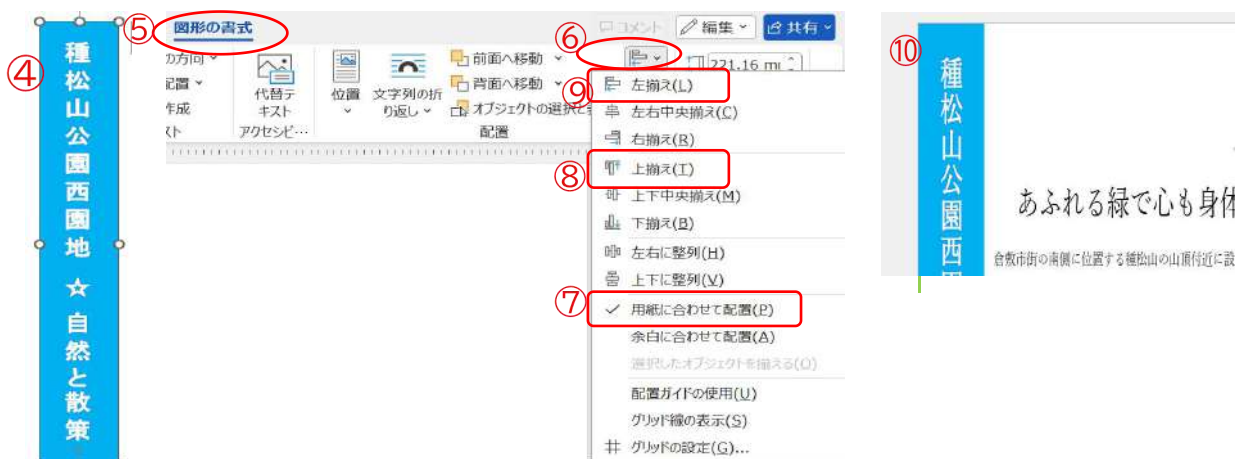 ④
種松山公園西園地 ☆ 自然と散策
⑤
図形の書式
コメント
編集
共有
⑥
の方向
配置
作成
代替テ
キスト
アクセシビ…
位置
文字列の折
り返し
前面へ移動
背面へ移動
オブジェクトの選択と
配置
221.16 m
⑨
左揃え(L)
左右中央揃え(C)
右揃え(R)
⑧
上揃え(T)
上下中央揃え(M)
下揃え(B)
左右に整列(H)
上下に整列(V)
⑦
✓ 用紙に合わせて配置(P)
余白に合わせて配置(A)
選択したオブジェクトを揃える(O)
配置ガイドの使用(U)
グリッド線の表示(S)
グリッドの設定(G)...
⑩
種松山公園西
あふれる緑で心も身体
倉敷市街の南側に位置する種松山の山頂付近に設